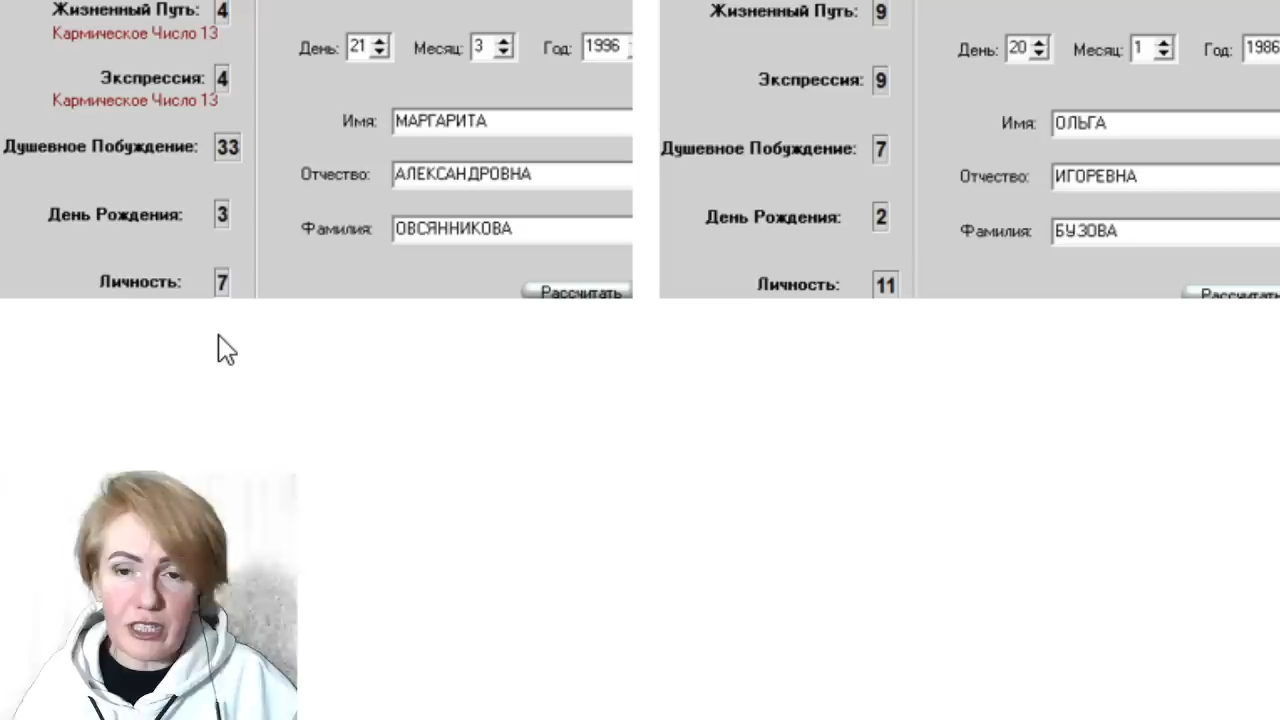 Жизненный Путь: 4
Кармическое Число 13
День: 21 Месяц: 3 Год: 1996
Экспрессия: 4
Кармическое Число 13
Имя: МАРГАРИТА
Душевное Побуждение: 33
Отчество: АЛЕКСАНДРОВНА
День Рождения: 3
Фамилия: ОВСЯННИКОВА
Личность: 7
Рассчитать
Жизненный Путь: 9
День: 20 Месяц: 1 Год: 1986
Экспрессия: 9
Имя: ОЛЬГА
Душевное Побуждение: 7
Отчество: ИГОРЕВНА
День Рождения: 2
Фамилия: БУЗОВА
Личность: 11
Рассчитать